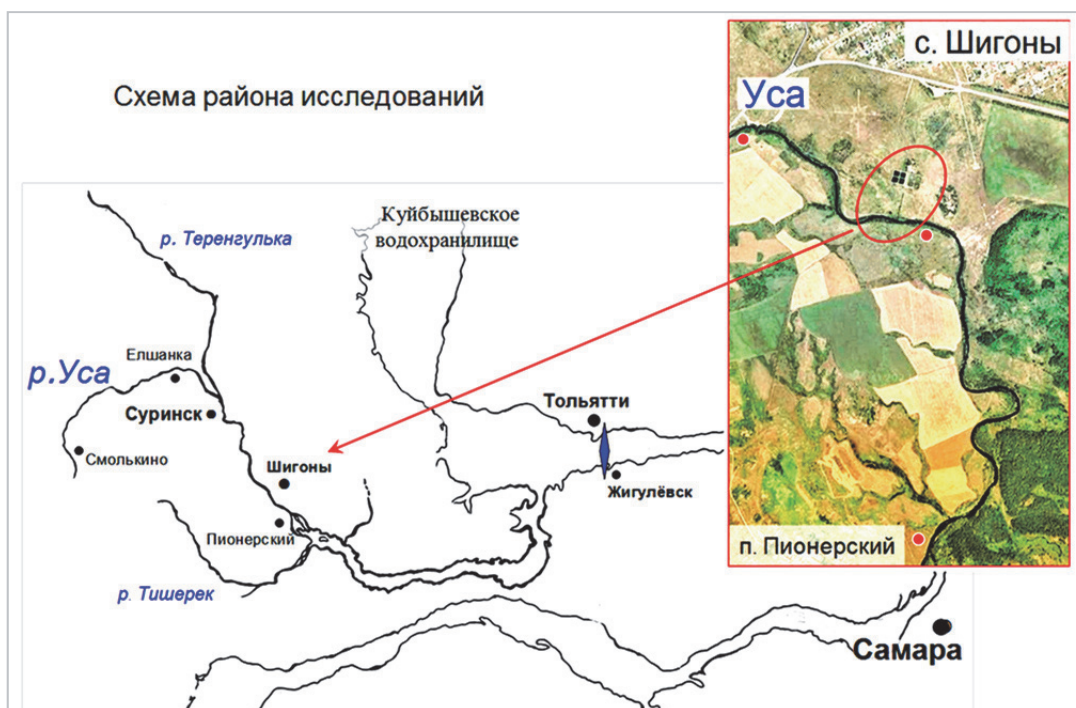 Схема района исследований
с. Шигоны
Уса
п. Пионерский
Куйбышевское
водохранилище
р. Теренгулька
Елшанка
р.Уса
Суринск
Смолькино
Шигоны
Пионерский
р. Тишерек
Тольятти
Жигулёвск
Самара